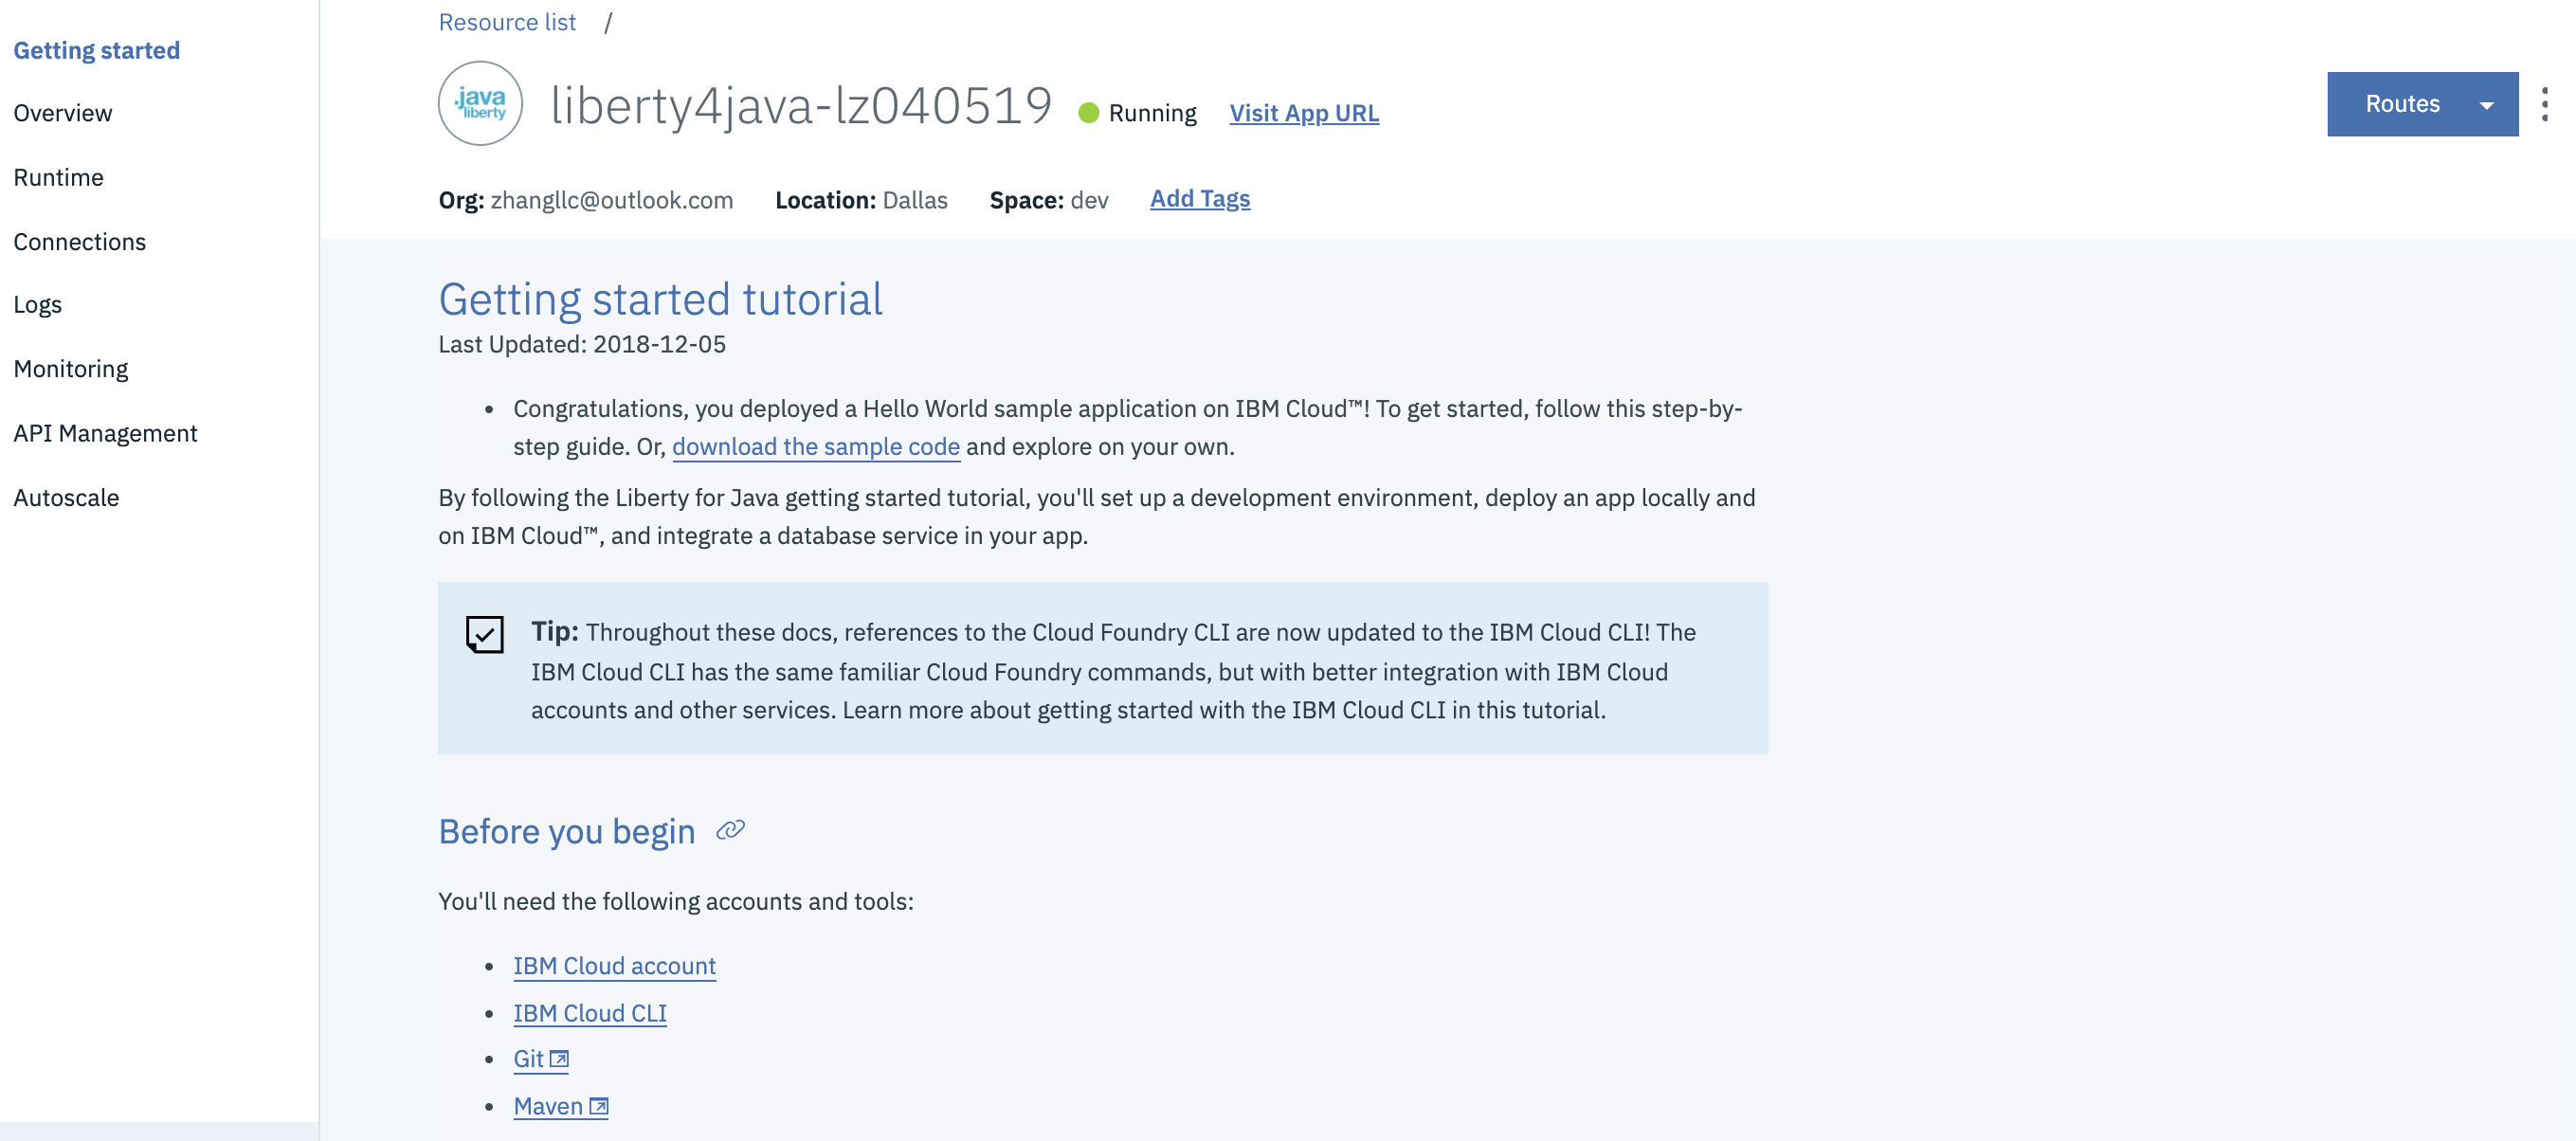 Getting started
Overview
Runtime
Connections
Logs
Monitoring
API Management
Autoscale
Resource list /
java
liberty
liberty4java-lz040519
Running
Visit App URL
Routes
Org: zhangllc@outlook.com Location: Dallas Space: dev Add Tags
Getting started tutorial
Last Updated: 2018-12-05
• Congratulations, you deployed a Hello World sample application on IBM Cloud™! To get started, follow this step-by-
step guide. Or, download the sample code and explore on your own.
By following the Liberty for Java getting started tutorial, you'll set up a development environment, deploy an app locally and
on IBM Cloud™, and integrate a database service in your app.
Tip: Throughout these docs, references to the Cloud Foundry CLI are now updated to the IBM Cloud CLI! The
IBM Cloud CLI has the same familiar Cloud Foundry commands, but with better integration with IBM Cloud
accounts and other services. Learn more about getting started with the IBM Cloud CLI in this tutorial.
Before you begin
You'll need the following accounts and tools:
• IBM Cloud account
• IBM Cloud CLI
• Git
• Maven